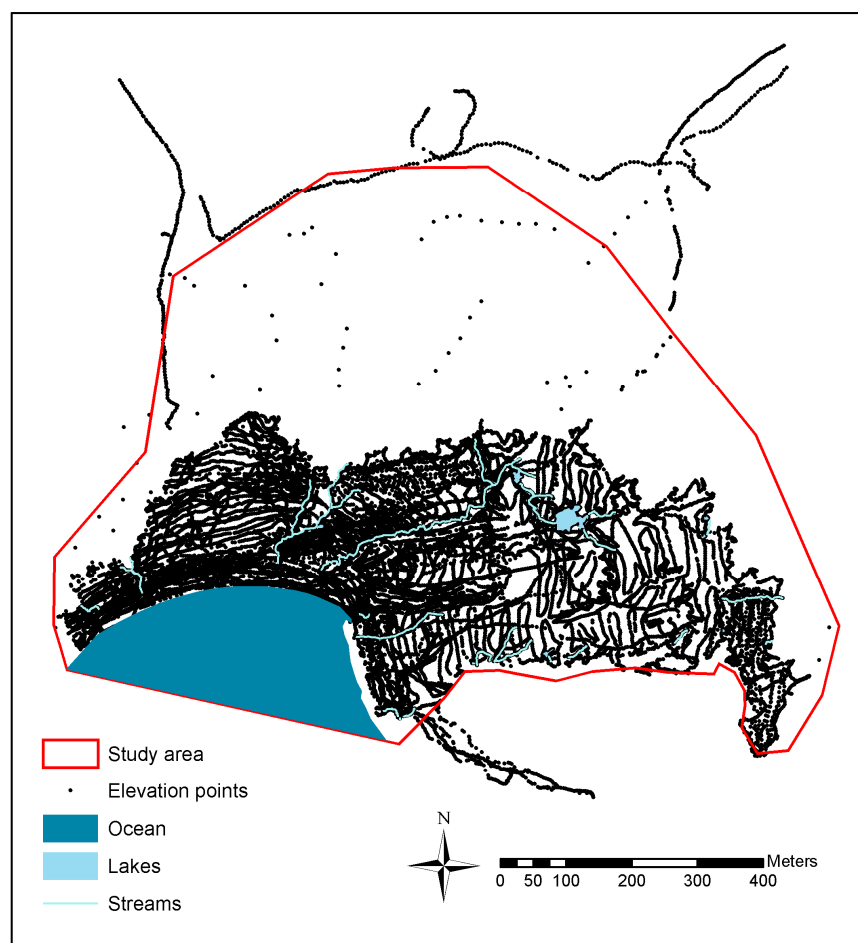 Study area
Elevation points
Ocean
Lakes
Streams
N
Meters
0 50 100 200 300 400